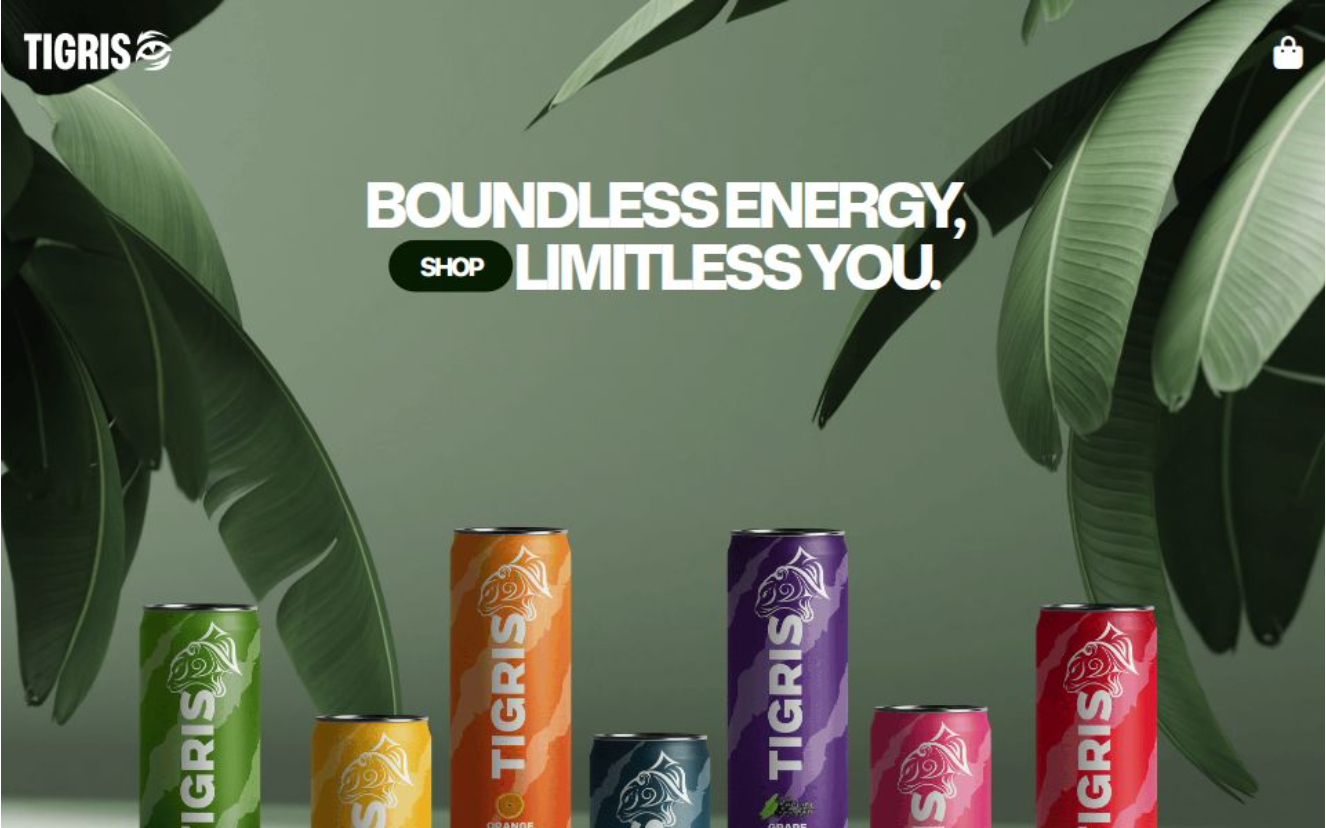 TIGRIS
BOUNDLESS ENERGY,
SHOP LIMITLESS YOU.
TIGRIS
TIGRIS
TIGRIS
TIGRIS
ORANGE
GRAPE